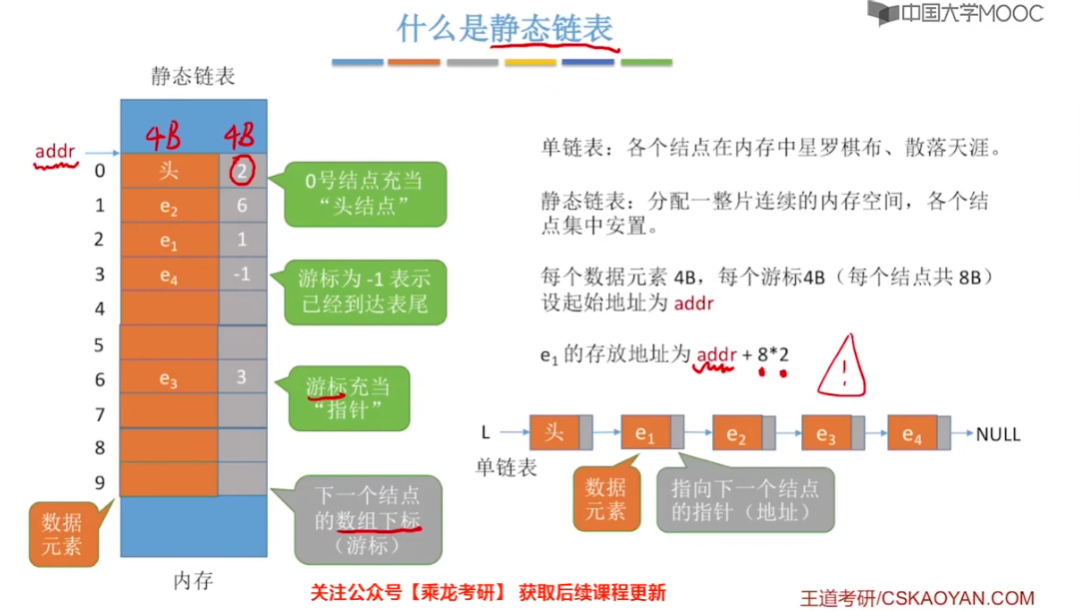 中国大学MOOC
什么是静态链表
静态链表
4B 4B
addr
0 头 2
1 e₂ 6
2 e₁ 1
3 e₄ -1
4
5
6 e₃ 3
7
8
9
0号结点充当
“头结点”
游标为 -1 表示
已经到达表尾
游标充当
“指针”
下一个结点
的数组下标
（游标）
数据
元素
内存
单链表：各个结点在内存中星罗棋布、散落天涯。
静态链表：分配一整片连续的内存空间，各个结
点集中安置。
每个数据元素 4B，每个游标4B（每个结点共 8B）
设起始地址为 addr
e₁ 的存放地址为 addr + 8*2
!
L 头 e₁ e₂ e₃ e₄ NULL
单链表
数据
元素
指向下一个结点
的指针（地址）
关注公众号【乘龙考研】 获取后续课程更新
王道考研/CSKAOYAN.COM